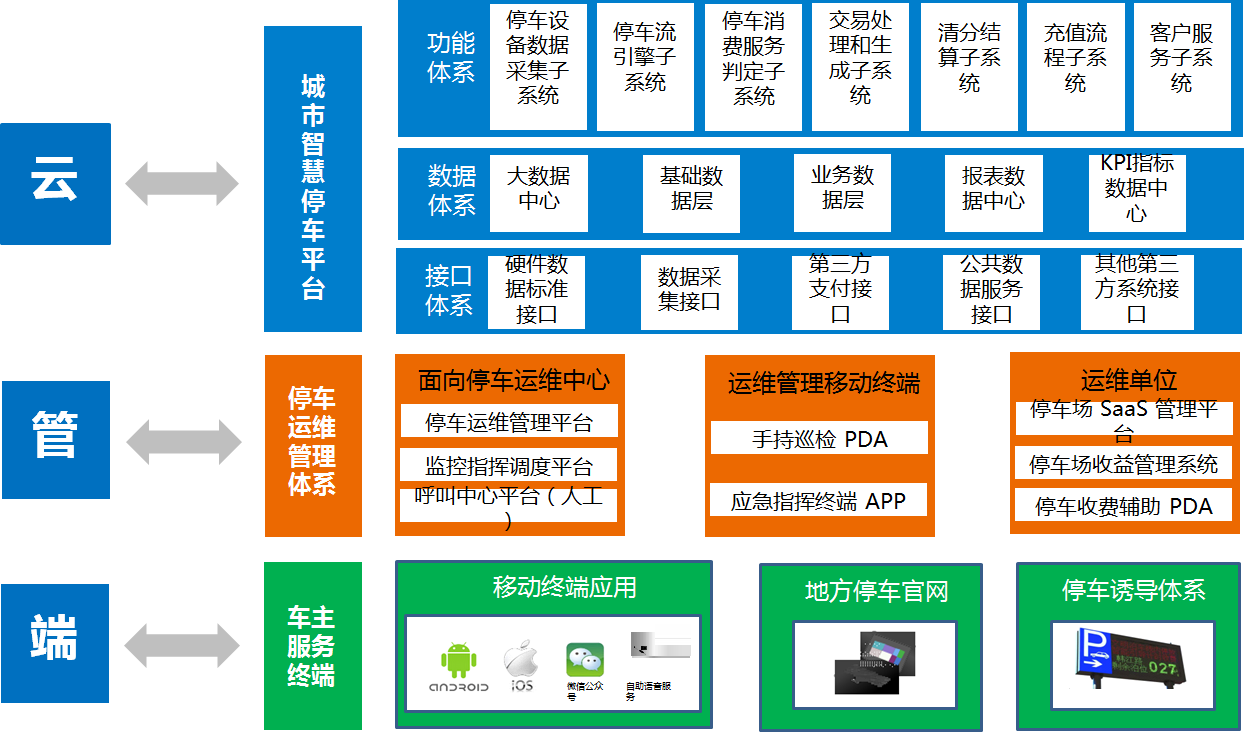 云
城
市
智
慧
停
车
平
台
功能
体系
停车设
备数据
采集子
系统
停车流
引擎子
系统
停车消
费服务
判定子
系统
交易处
理和生
成子系
统
清分结
算子系
统
充值流
程子系
统
客户服
务子系
统
数据
体系
大数据
中心
基础数
据层
业务数
据层
报表数
据中心
KPI指标
数据中
心
接口
体系
硬件数
据标准
接口
数据采
集接口
第三方
支付接
口
公共数
据服务
接口
其他第三
方系统接
口
管
停车
运维
管理
体系
面向停车运维中心
停车运维管理平台
监控指挥调度平台
呼叫中心平台（人工
）
运维管理移动终端
手持巡检 PDA
应急指挥终端 APP
运维单位
停车场 SaaS 管理平
台
停车场收益管理系统
停车收费辅助 PDA
端
车主
服务
终端
移动终端应用
ANDROID
iOS
微信公众
号
自助语音服
务
地方停车官网
停车诱导体系
P
剩余泊位 027